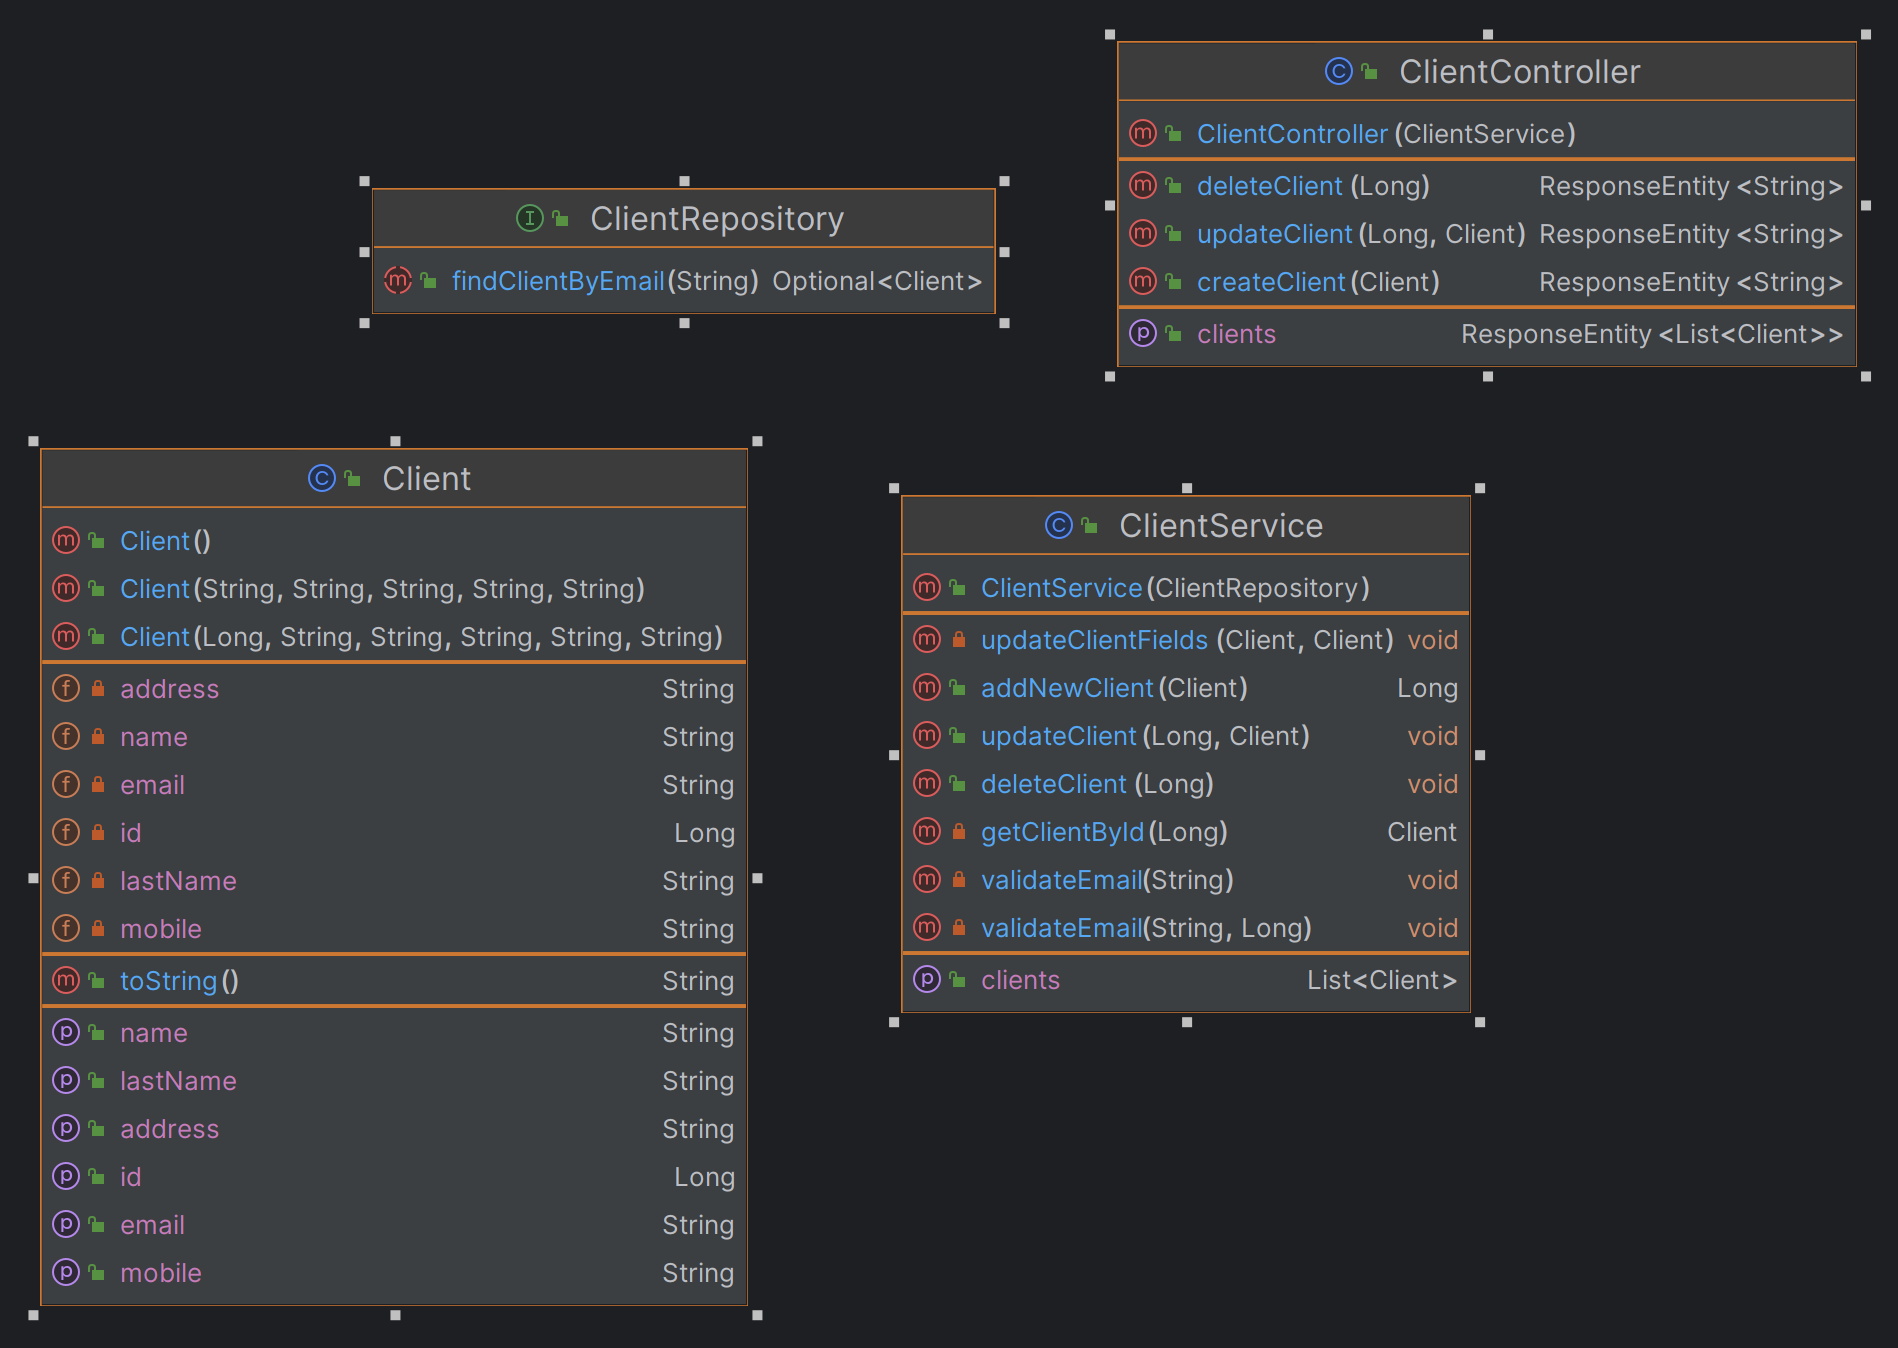 ClientController
ClientController(ClientService)
deleteClient(Long) ResponseEntity<String>
updateClient(Long, Client) ResponseEntity<String>
createClient(Client) ResponseEntity<String>
clients ResponseEntity<List<Client>>
ClientRepository
findClientByEmail(String) Optional<Client>
Client
Client()
Client(String, String, String, String, String)
Client(Long, String, String, String, String, String)
address String
name String
email String
id Long
lastName String
mobile String
toString() String
name String
lastName String
address String
id Long
email String
mobile String
ClientService
ClientService(ClientRepository)
updateClientFields(Client, Client) void
addNewClient(Client) Long
updateClient(Long, Client) void
deleteClient(Long) void
getClientById(Long) Client
validateEmail(String) void
validateEmail(String, Long) void
clients List<Client>